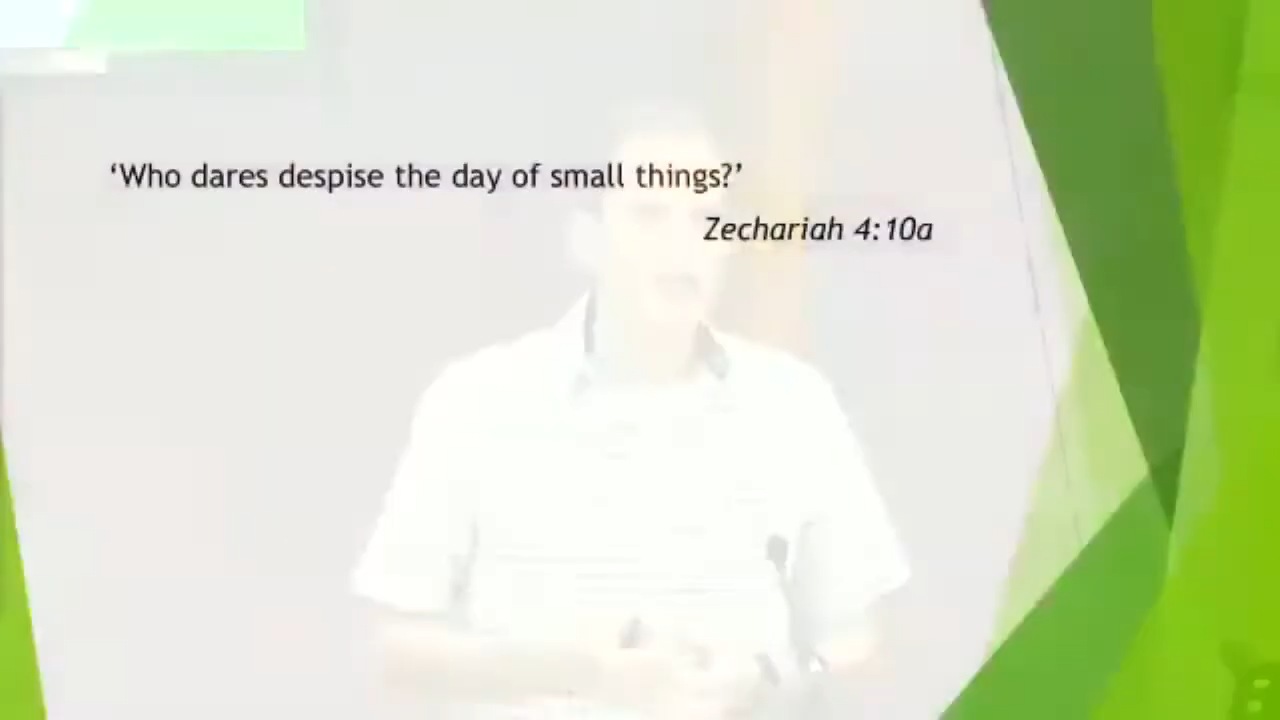 ‘Who dares despise the day of small things?’
Zechariah 4:10a